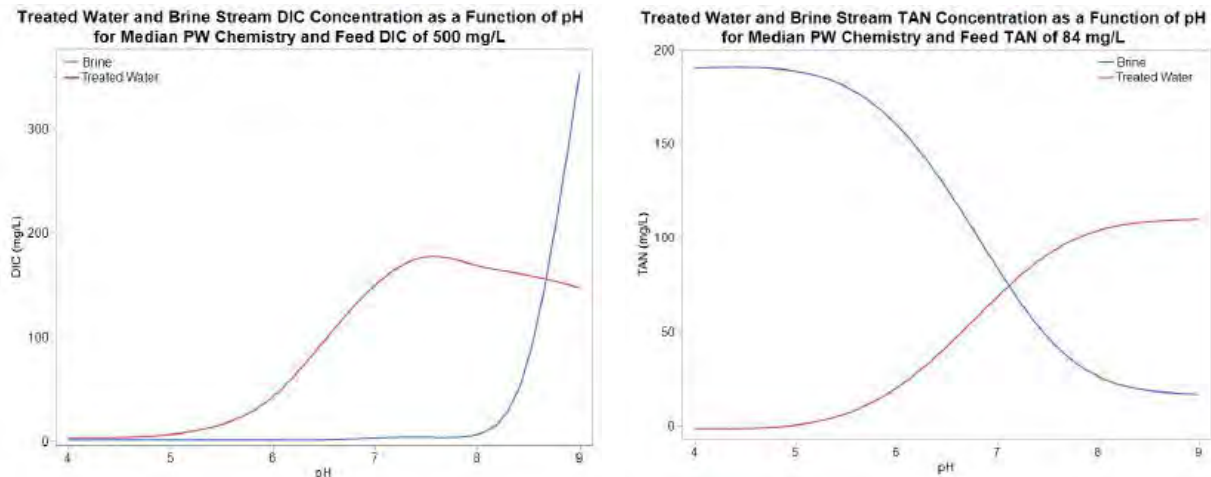 Treated Water and Brine Stream DIC Concentration as a Function of pH
for Median PW Chemistry and Feed DIC of 500 mg/L
Brine
Treated Water
DIC (mg/L)
300
200
100
0
4 5 6 7 8 9
pH
Treated Water and Brine Stream TAN Concentration as a Function of pH
for Median PW Chemistry and Feed TAN of 84 mg/L
Brine
Treated Water
TAN (mg/L)
200
150
100
50
0
4 5 6 7 8 9
pH